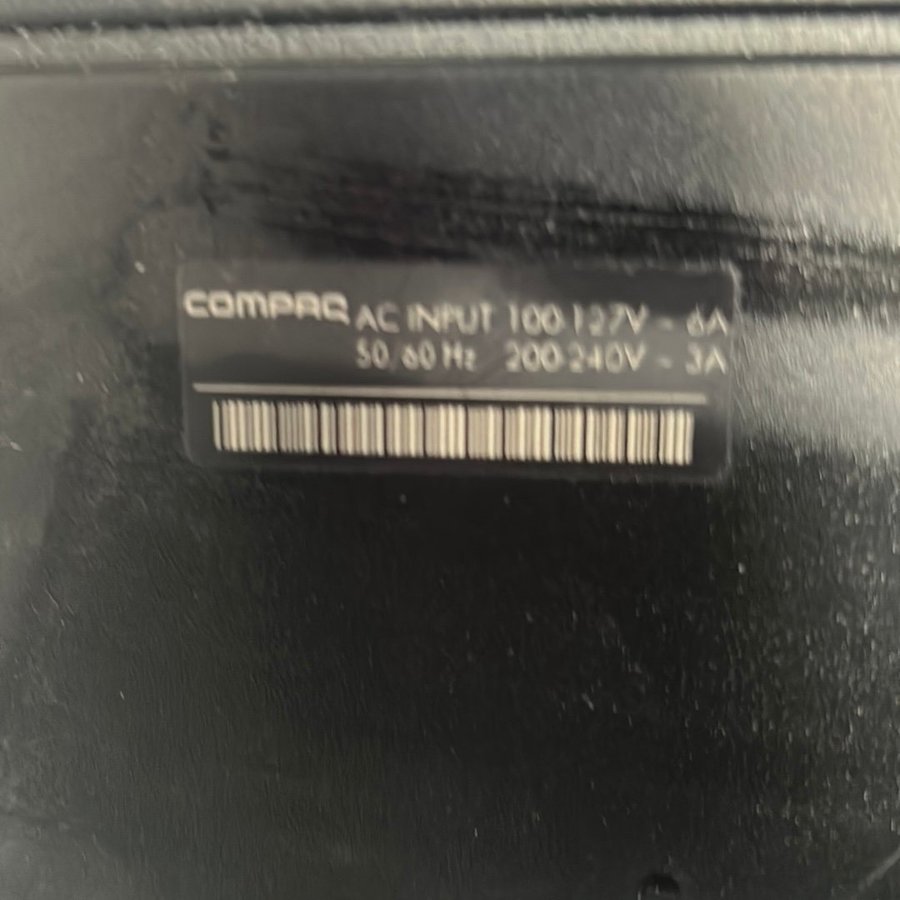 COMPAQ AC INPUT 100-127V - 6A
50/60 Hz 200-240V - 3A